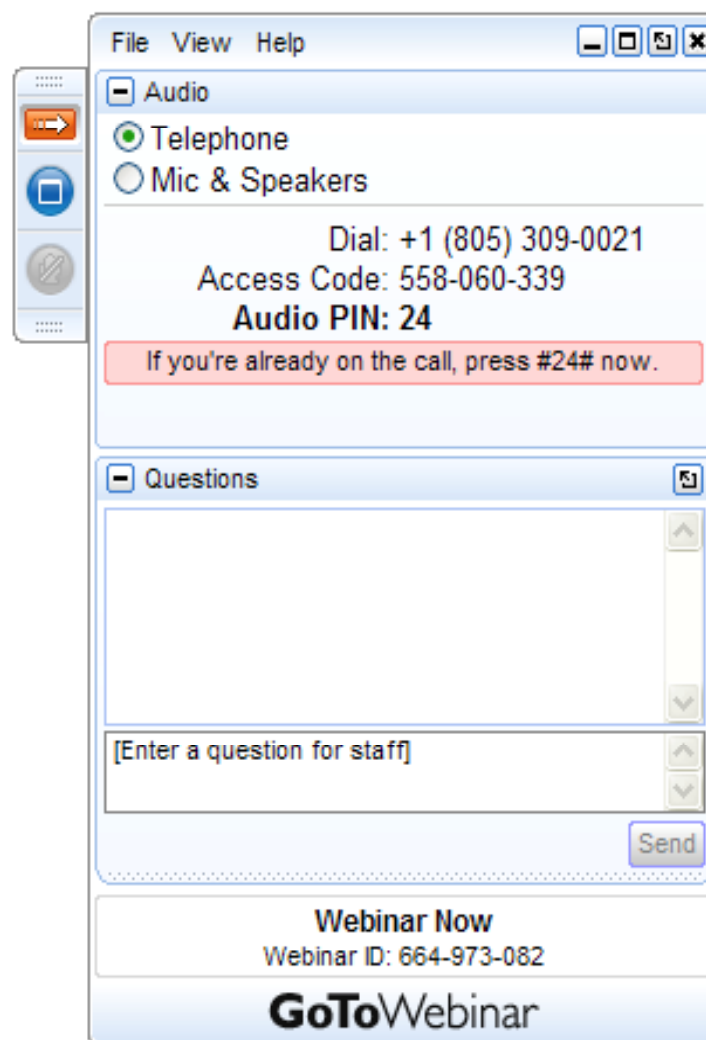 File View Help
Audio
Telephone
Mic & Speakers
Dial: +1 (805) 309-0021
Access Code: 558-060-339
Audio PIN: 24
If you're already on the call, press #24# now.
Questions
[Enter a question for staff]
Send
Webinar Now
Webinar ID: 664-973-082
GoToWebinar